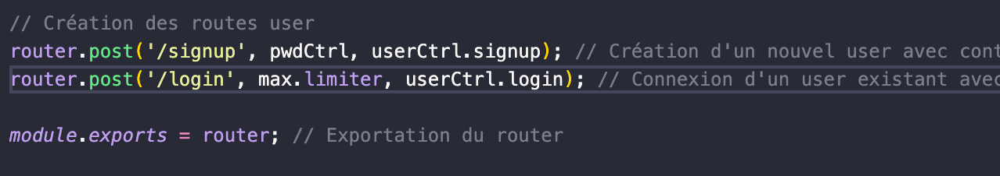 // Création des routes user
router.post('/signup', pwdCtrl, userCtrl.signup); // Création d'un nouvel user avec cont
router.post('/login', max.limiter, userCtrl.login); // Connexion d'un user existant avec
module.exports = router; // Exportation du router